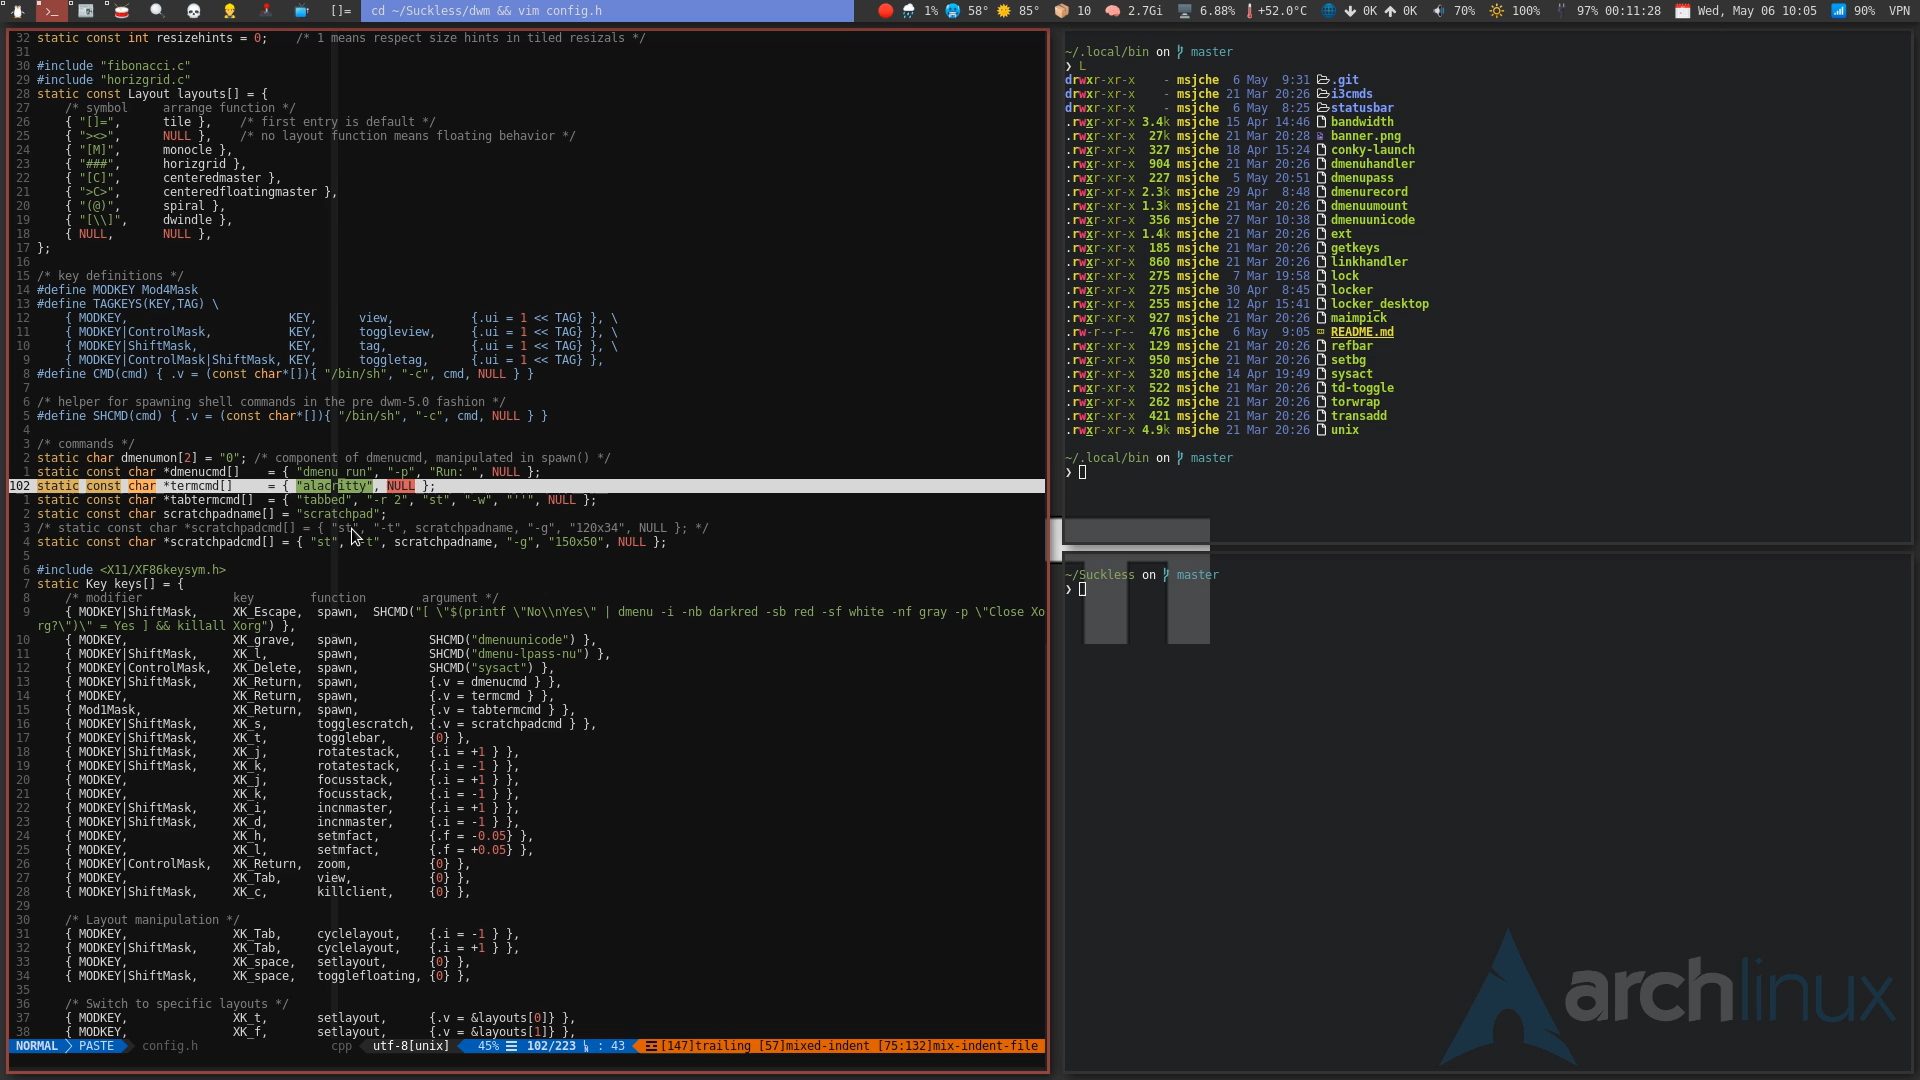 []= cd ~/Suckless/dwm && vim config.h 1% 58° 85° 10 2.7Gi 6.88% +52.0°C 0K 0K 70% 100% 97% 00:11:28 Wed, May 06 10:05 90% VPN
32 static const int resizehints = 0;    /* 1 means respect size hints in tiled resizals */
31
30 #include "fibonacci.c"
29 #include "horizgrid.c"
28 static const Layout layouts[] = {
27     /* symbol     arrange function */
26     { "[]=",      tile },    /* first entry is default */
25     { "><>",      NULL },    /* no layout function means floating behavior */
24     { "[M]",      monocle },
23     { "###",      horizgrid },
22     { "[C]",      centeredmaster },
21     { ">C>",      centeredfloatingmaster },
20     { "(@)",      spiral },
19     { "[\\]",     dwindle },
18     { NULL,       NULL },
17 };
16
15 /* key definitions */
14 #define MODKEY Mod4Mask
13 #define TAGKEYS(KEY,TAG) \
12     { MODKEY,                       KEY,      view,           {.ui = 1 << TAG} }, \
11     { MODKEY|ControlMask,           KEY,      toggleview,     {.ui = 1 << TAG} }, \
10     { MODKEY|ShiftMask,             KEY,      tag,            {.ui = 1 << TAG} }, \
9     { MODKEY|ControlMask|ShiftMask, KEY,      toggletag,      {.ui = 1 << TAG} },
8 #define CMD(cmd) { .v = (const char*[]){ "/bin/sh", "-c", cmd, NULL } }
7
6 /* helper for spawning shell commands in the pre dwm-5.0 fashion */
5 #define SHCMD(cmd) { .v = (const char*[]){ "/bin/sh", "-c", cmd, NULL } }
4
3 /* commands */
2 static char dmenumon[2] = "0"; /* component of dmenucmd, manipulated in spawn() */
1 static const char *dmenucmd[]    = { "dmenu_run", "-p", "Run: ", NULL };
102 static const char *termcmd[]     = { "alacritty", NULL };
1 static const char *tabtermcmd[]  = { "tabbed", "-r 2", "st", "-w", "''", NULL };
2 static const char scratchpadname[] = "scratchpad";
3 /* static const char *scratchpadcmd[] = { "st", "-t", scratchpadname, "-g", "120x34", NULL }; */
4 static const char *scratchpadcmd[] = { "st", "-t", scratchpadname, "-g", "150x50", NULL };
5
6 #include <X11/XF86keysym.h>
7 static Key keys[] = {
8     /* modifier         key        function        argument */
9     { MODKEY|ShiftMask,     XK_Escape,  spawn,  SHCMD("[ \"$(printf \"No\\nYes\" | dmenu -i -nb darkred -sb red -sf white -nf gray -p \"Close Xo
rg?\")\" = Yes ] && killall Xorg") },
10     { MODKEY,               XK_grave,   spawn,          SHCMD("dmenuunicode") },
11     { MODKEY|ShiftMask,     XK_l,       spawn,          SHCMD("dmenu-lpass-nu") },
12     { MODKEY|ControlMask,   XK_Delete,  spawn,          SHCMD("sysact") },
13     { MODKEY|ShiftMask,     XK_Return,  spawn,          {.v = dmenucmd } },
14     { MODKEY,               XK_Return,  spawn,          {.v = termcmd } },
15     { Mod1Mask,             XK_Return,  spawn,          {.v = tabtermcmd } },
16     { MODKEY|ShiftMask,     XK_s,       togglescratch,  {.v = scratchpadcmd } },
17     { MODKEY|ShiftMask,     XK_t,       togglebar,      {0} },
18     { MODKEY|ShiftMask,     XK_j,       rotatestack,    {.i = +1 } },
19     { MODKEY|ShiftMask,     XK_k,       rotatestack,    {.i = -1 } },
20     { MODKEY,               XK_j,       focusstack,     {.i = +1 } },
21     { MODKEY,               XK_k,       focusstack,     {.i = -1 } },
22     { MODKEY|ShiftMask,     XK_i,       incnmaster,     {.i = +1 } },
23     { MODKEY|ShiftMask,     XK_d,       incnmaster,     {.i = -1 } },
24     { MODKEY,               XK_h,       setmfact,       {.f = -0.05} },
25     { MODKEY,               XK_l,       setmfact,       {.f = +0.05} },
26     { MODKEY|ControlMask,   XK_Return,  zoom,           {0} },
27     { MODKEY,               XK_Tab,     view,           {0} },
28     { MODKEY|ShiftMask,     XK_c,       killclient,     {0} },
29
30     /* Layout manipulation */
31     { MODKEY,               XK_Tab,     cyclelayout,    {.i = -1 } },
32     { MODKEY|ShiftMask,     XK_Tab,     cyclelayout,    {.i = +1 } },
33     { MODKEY,               XK_space,   setlayout,      {0} },
34     { MODKEY|ShiftMask,     XK_space,   togglefloating, {0} },
35
36     /* Switch to specific layouts */
37     { MODKEY,               XK_t,       setlayout,      {.v = &layouts[0]} },
38     { MODKEY,               XK_f,       setlayout,      {.v = &layouts[1]} },
NORMAL PASTE config.h cpp utf-8[unix] 45% 102/223 : 43 [147]trailing [57]mixed-indent [75:132]mix-indent-file
~/.local/bin on master
❯ L
drwxr-xr-x    - msjche  6 May  9:31 .git
drwxr-xr-x    - msjche 21 Mar 20:26 i3cmds
drwxr-xr-x    - msjche  6 May  8:25 statusbar
.rwxr-xr-x 3.4k msjche 15 Apr 14:46 bandwidth
.rwxr-xr-x  27k msjche 21 Mar 20:28 banner.png
.rwxr-xr-x  327 msjche 18 Apr 15:24 conky-launch
.rwxr-xr-x  904 msjche 21 Mar 20:26 dmenuhandler
.rwxr-xr-x  227 msjche  5 May 20:51 dmenupass
.rwxr-xr-x 2.3k msjche 29 Apr  8:48 dmenurecord
.rwxr-xr-x 1.3k msjche 21 Mar 20:26 dmenuumount
.rwxr-xr-x  356 msjche 27 Mar 10:38 dmenuunicode
.rwxr-xr-x 1.4k msjche 21 Mar 20:26 ext
.rwxr-xr-x  185 msjche 21 Mar 20:26 getkeys
.rwxr-xr-x  860 msjche 21 Mar 20:26 linkhandler
.rwxr-xr-x  275 msjche  7 Mar 19:58 lock
.rwxr-xr-x  275 msjche 30 Apr  8:45 locker
.rwxr-xr-x  255 msjche 12 Apr 15:41 locker_desktop
.rwxr-xr-x  927 msjche 21 Mar 20:26 maimpick
.rw-r--r--  476 msjche  6 May  9:05 README.md
.rwxr-xr-x  129 msjche 21 Mar 20:26 refbar
.rwxr-xr-x  950 msjche 21 Mar 20:26 setbg
.rwxr-xr-x  320 msjche 14 Apr 19:49 sysact
.rwxr-xr-x  522 msjche 21 Mar 20:26 td-toggle
.rwxr-xr-x  262 msjche 21 Mar 20:26 torwrap
.rwxr-xr-x  421 msjche 21 Mar 20:26 transadd
.rwxr-xr-x 4.9k msjche 21 Mar 20:26 unix
~/.local/bin on master
❯
~/Suckless on master
❯
archlinux